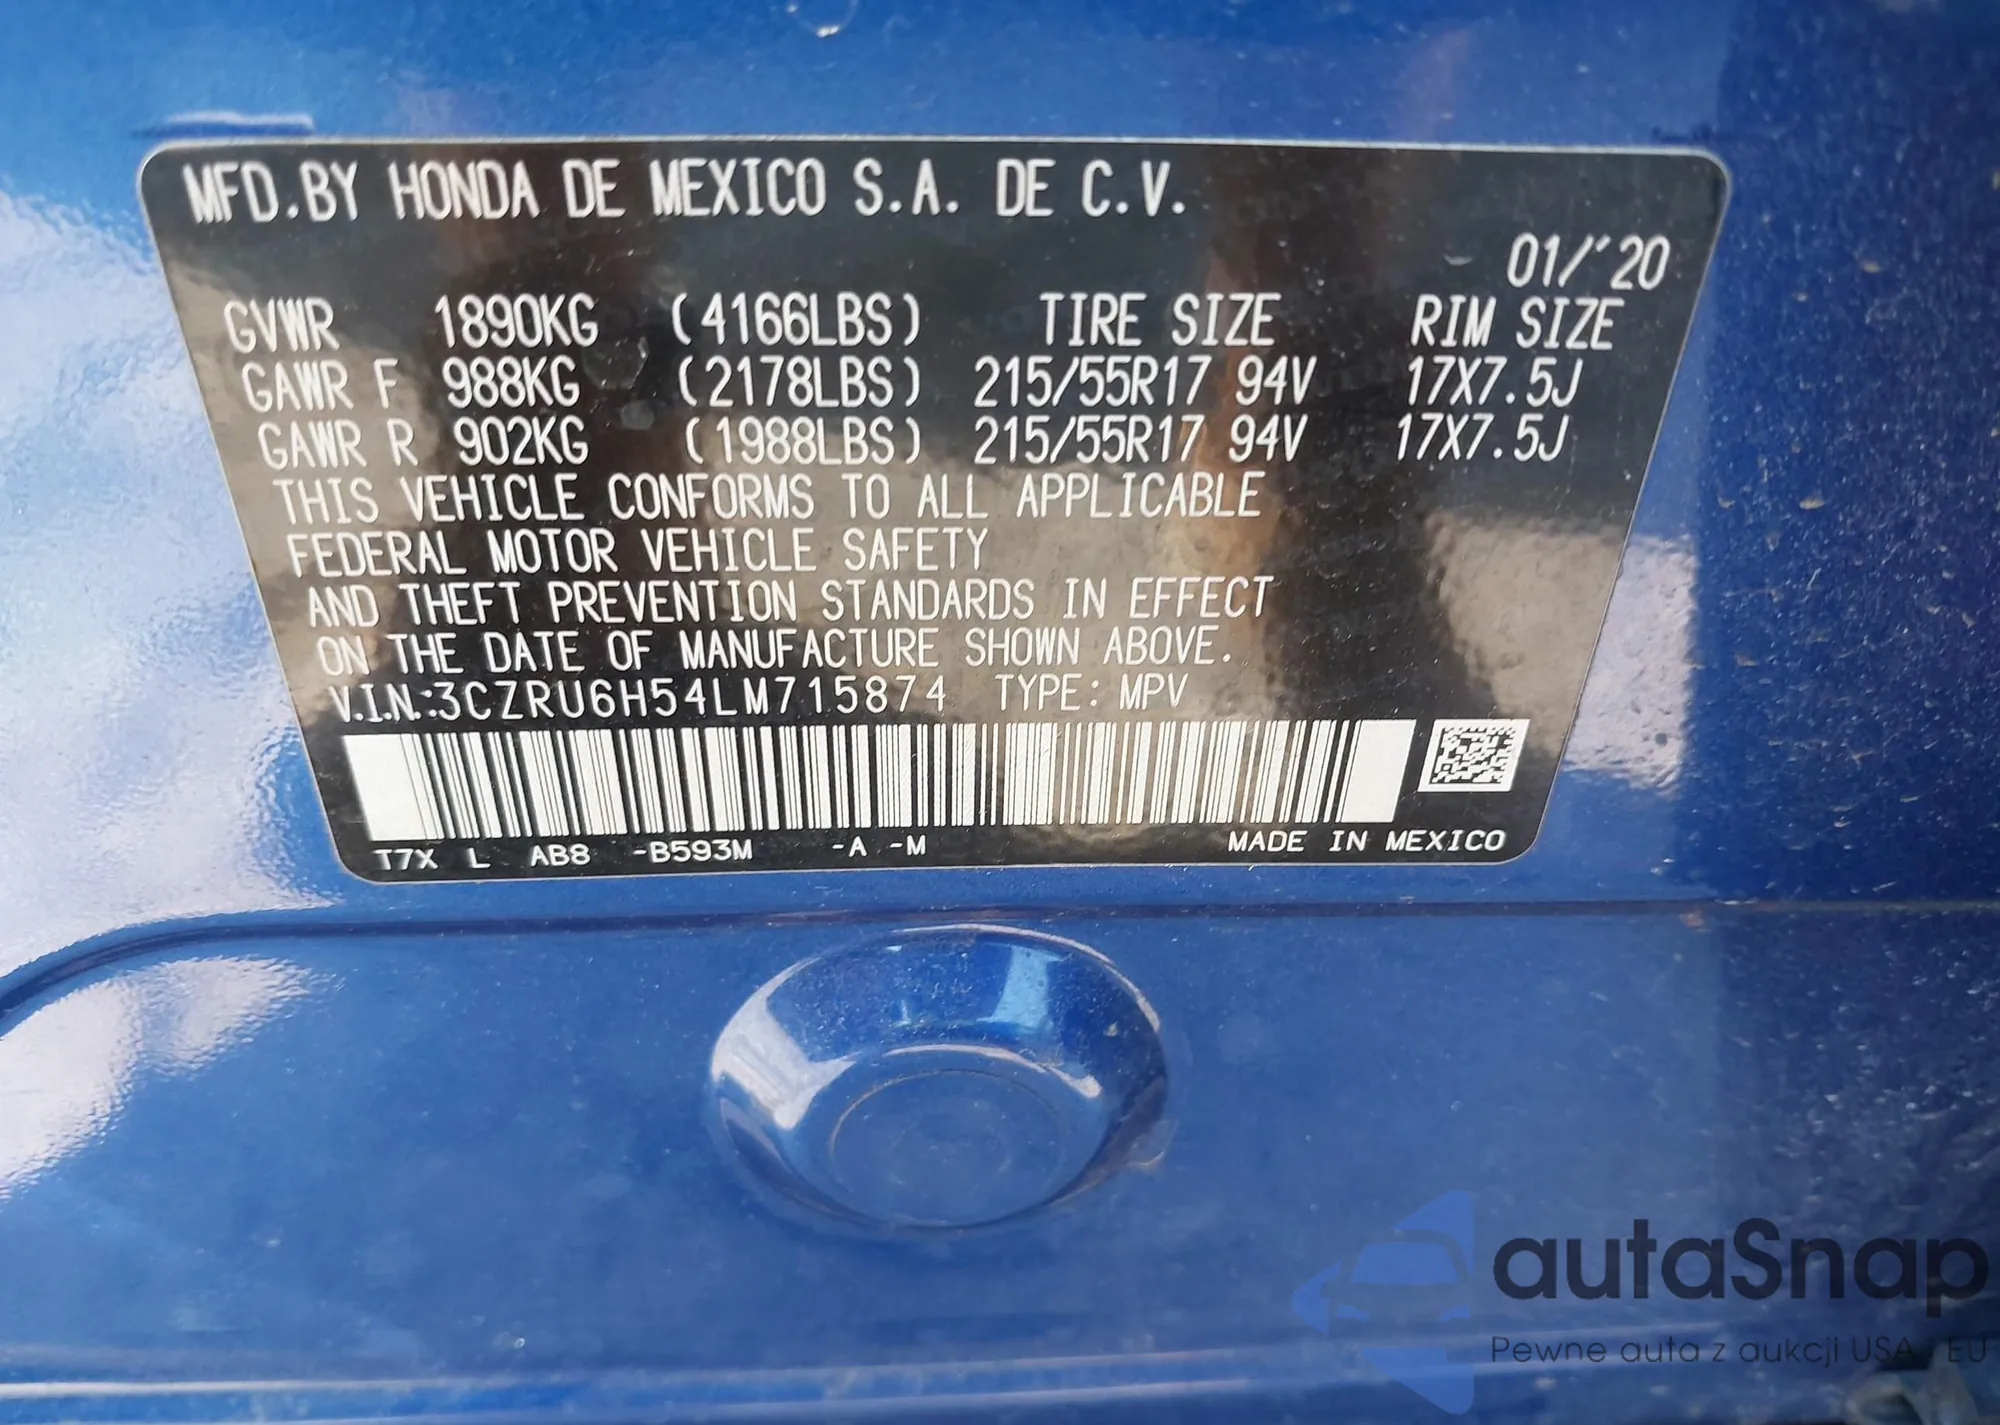 MFD.BY HONDA DE MEXICO S.A. DE C.V.
01/'20
GVWR 1890KG (4166LBS) TIRE SIZE RIM SIZE
GAWR F 988KG (2178LBS) 215/55R17 94V 17X7.5J
GAWR R 902KG (1988LBS) 215/55R17 94V 17X7.5J
THIS VEHICLE CONFORMS TO ALL APPLICABLE
FEDERAL MOTOR VEHICLE SAFETY
AND THEFT PREVENTION STANDARDS IN EFFECT
ON THE DATE OF MANUFACTURE SHOWN ABOVE.
V.I.N.:3CZRU6H54LM715874 TYPE: MPV
T7X L AB8 -B593M -A -M MADE IN MEXICO
autaSnap
Pewne auta z aukcji USA i EU